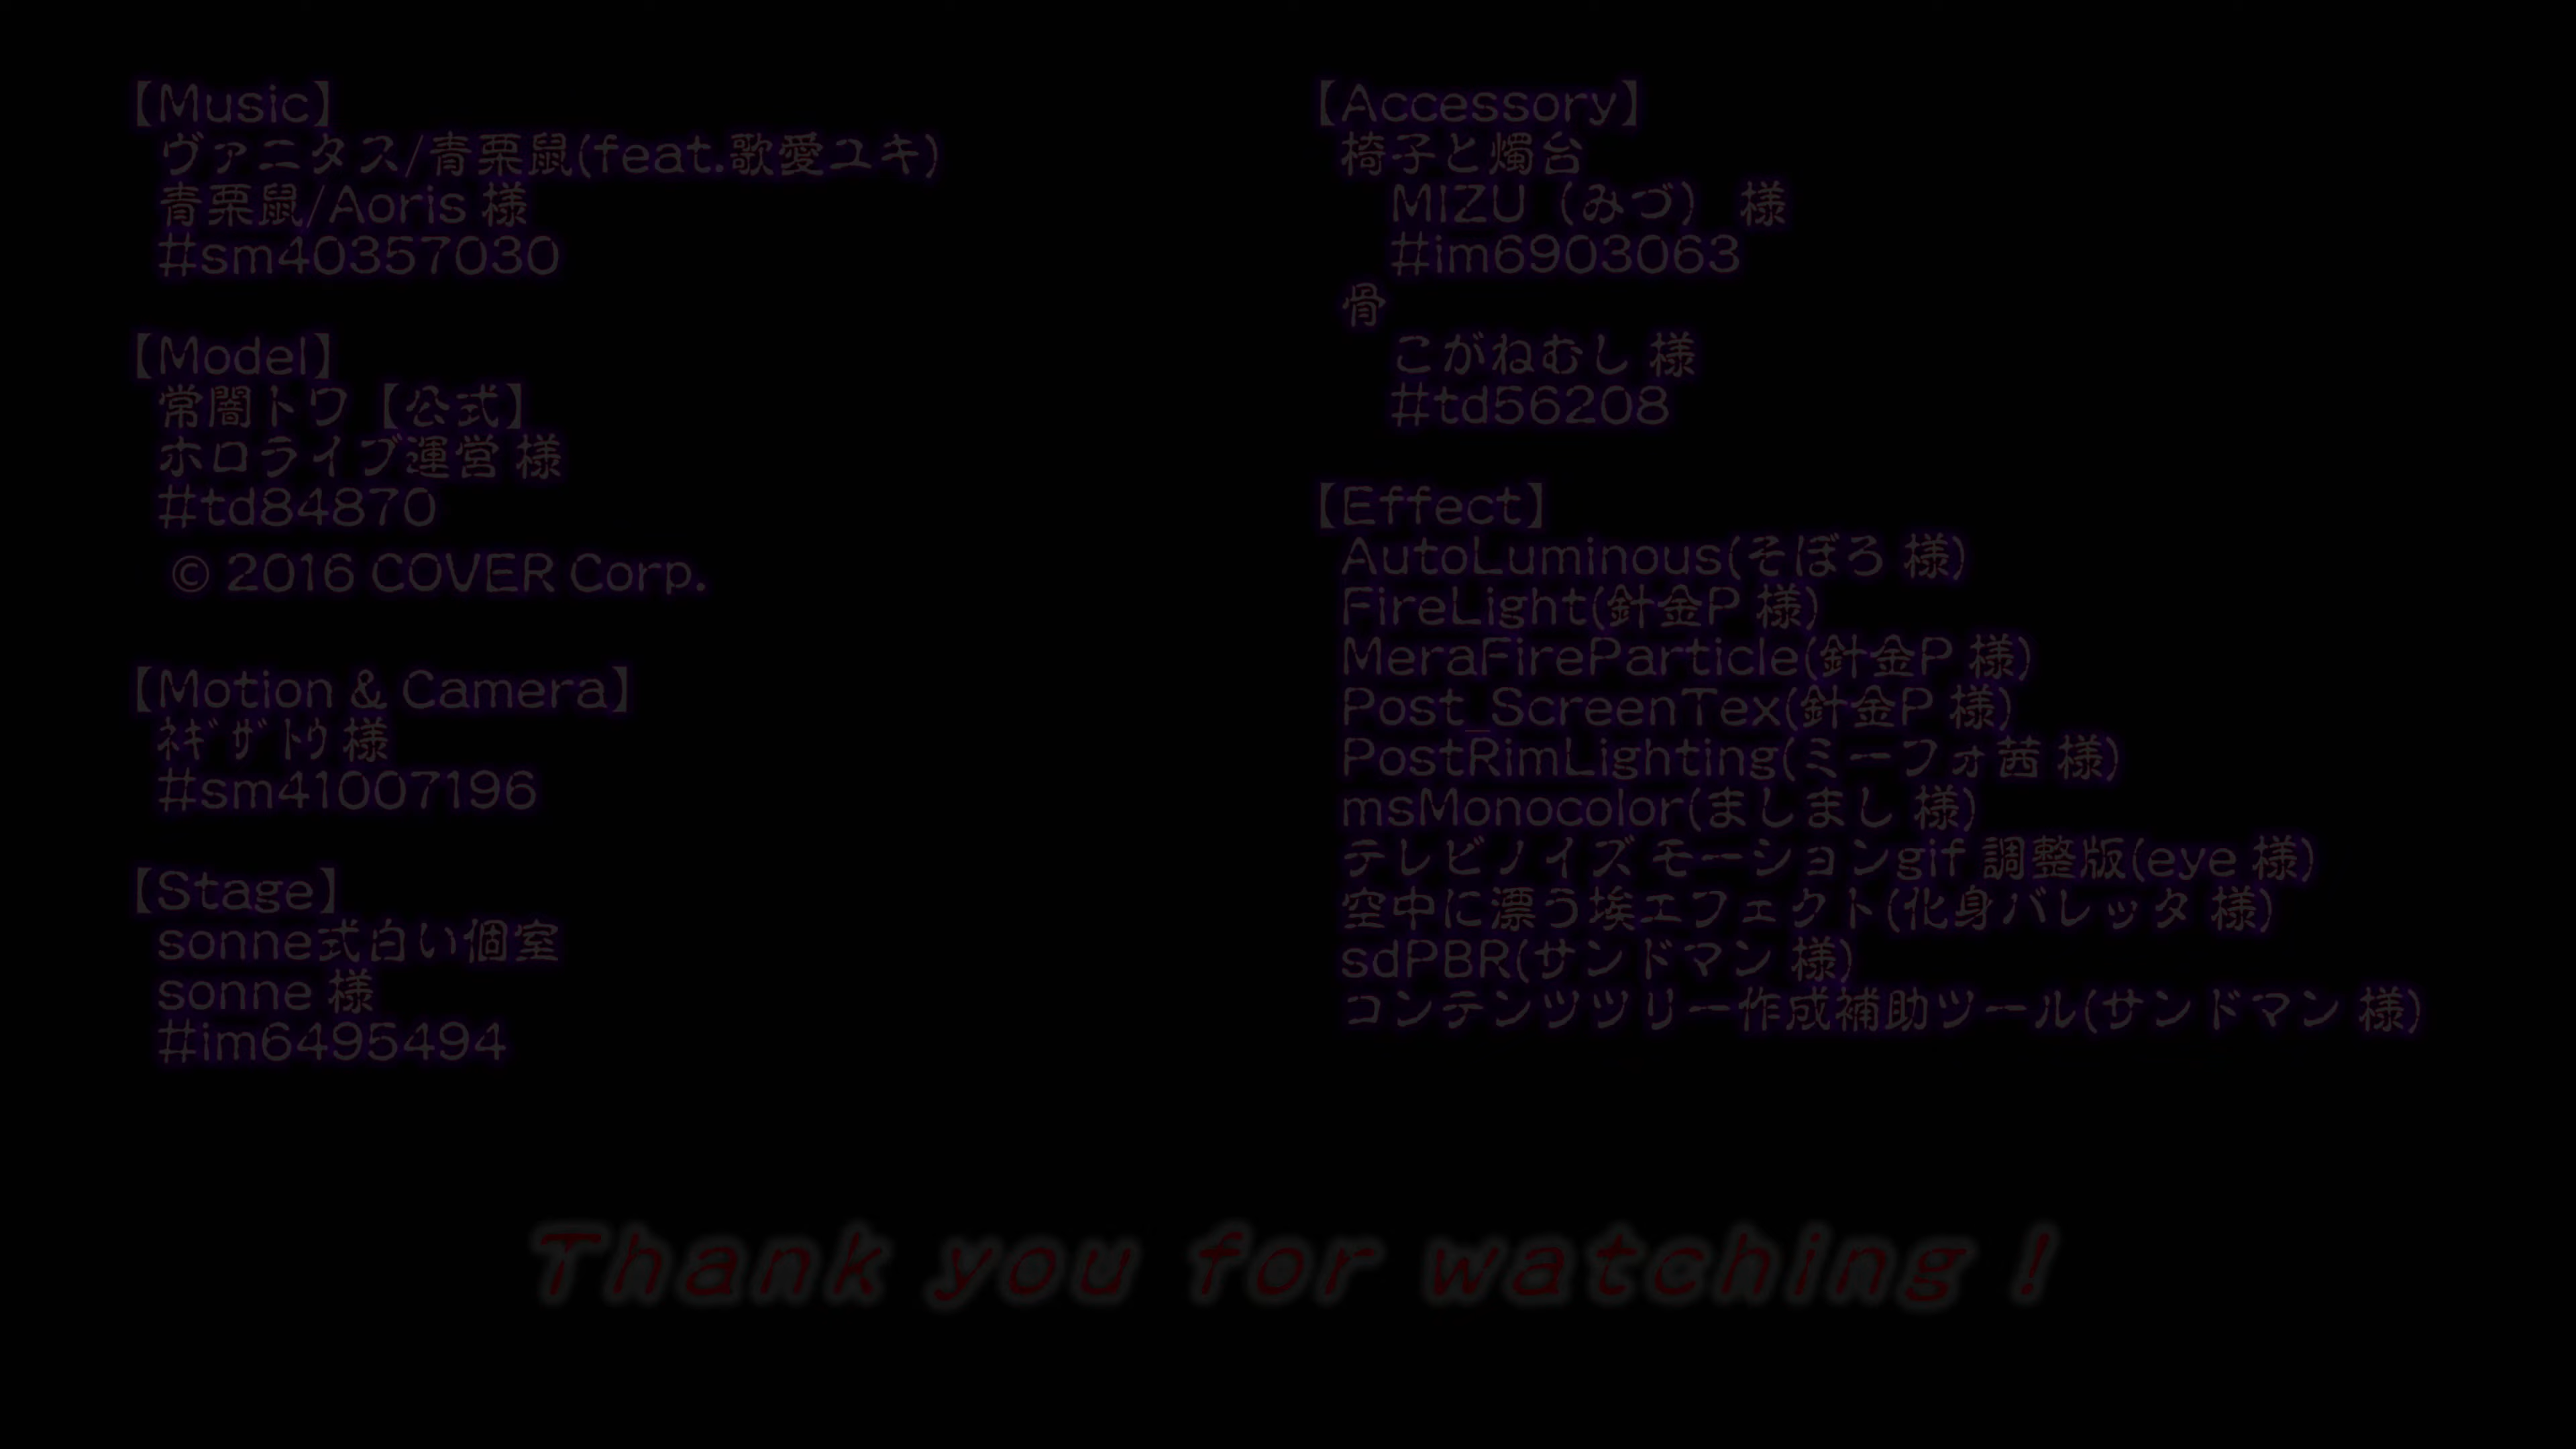 【Music】
ヴァニタス/青栗鼠(feat.歌愛ユキ)
青栗鼠/Aoris 様
#sm40357030
【Model】
常闇トワ【公式】
ホロライブ運営 様
#td84870
© 2016 COVER Corp.
【Motion & Camera】
ﾈｷﾞｻﾞﾄｳ 様
#sm41007196
【Stage】
sonne式白い個室
sonne 様
#im6495494
【Accessory】
椅子と燭台
MIZU（みづ） 様
#im6903063
骨
こがねむし 様
#td56208
【Effect】
AutoLuminous(そぼろ 様)
FireLight(針金P 様)
MeraFireParticle(針金P 様)
Post_ScreenTex(針金P 様)
PostRimLighting(ミーフォ茜 様)
msMonocolor(ましまし 様)
テレビノイズ モーションgif 調整版(eye 様)
空中に漂う埃エフェクト(化身バレッタ 様)
sdPBR(サンドマン 様)
コンテンツツリー作成補助ツール(サンドマン 様)
Thank you for watching !